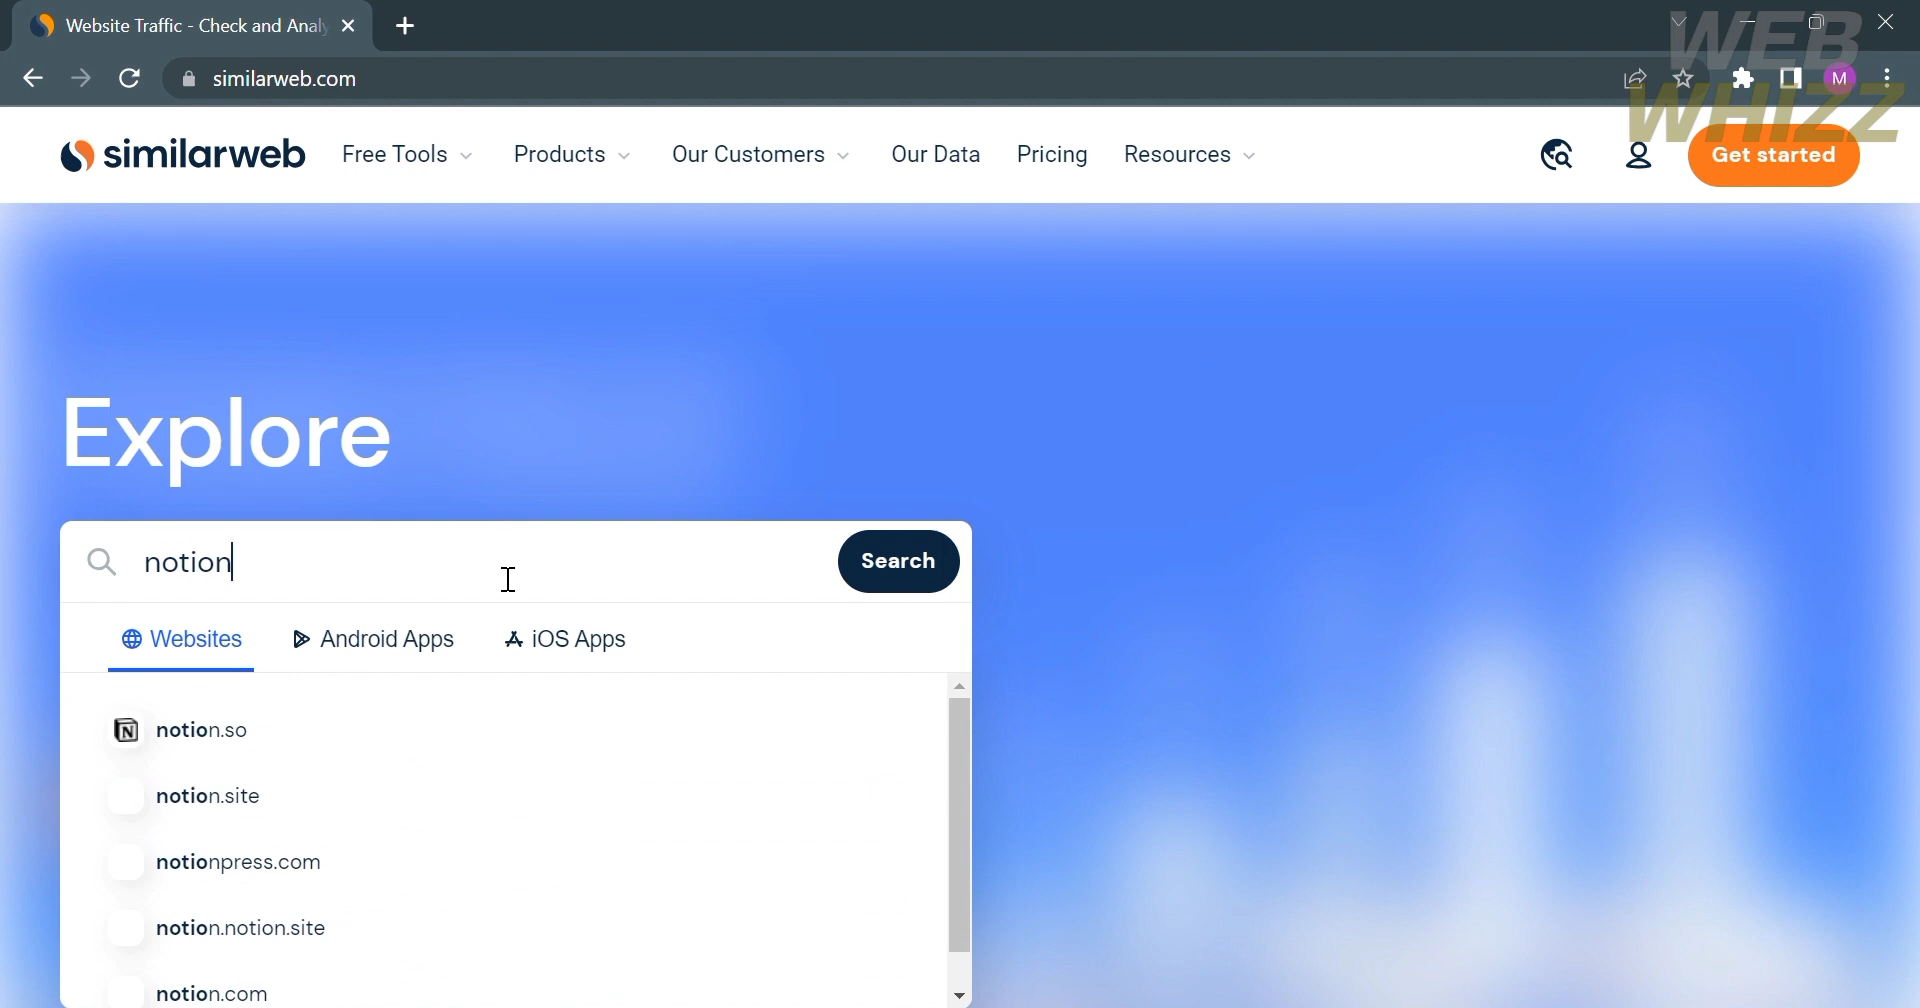 Website Traffic - Check and Analy
similarweb.com
M
WEB
WHIZZ
similarweb
Free Tools
Products
Our Customers
Our Data
Pricing
Resources
Get started
Explore
notion
Search
Websites
Android Apps
iOS Apps
N
notion.so
notion.site
notionpress.com
notion.notion.site
notion.com